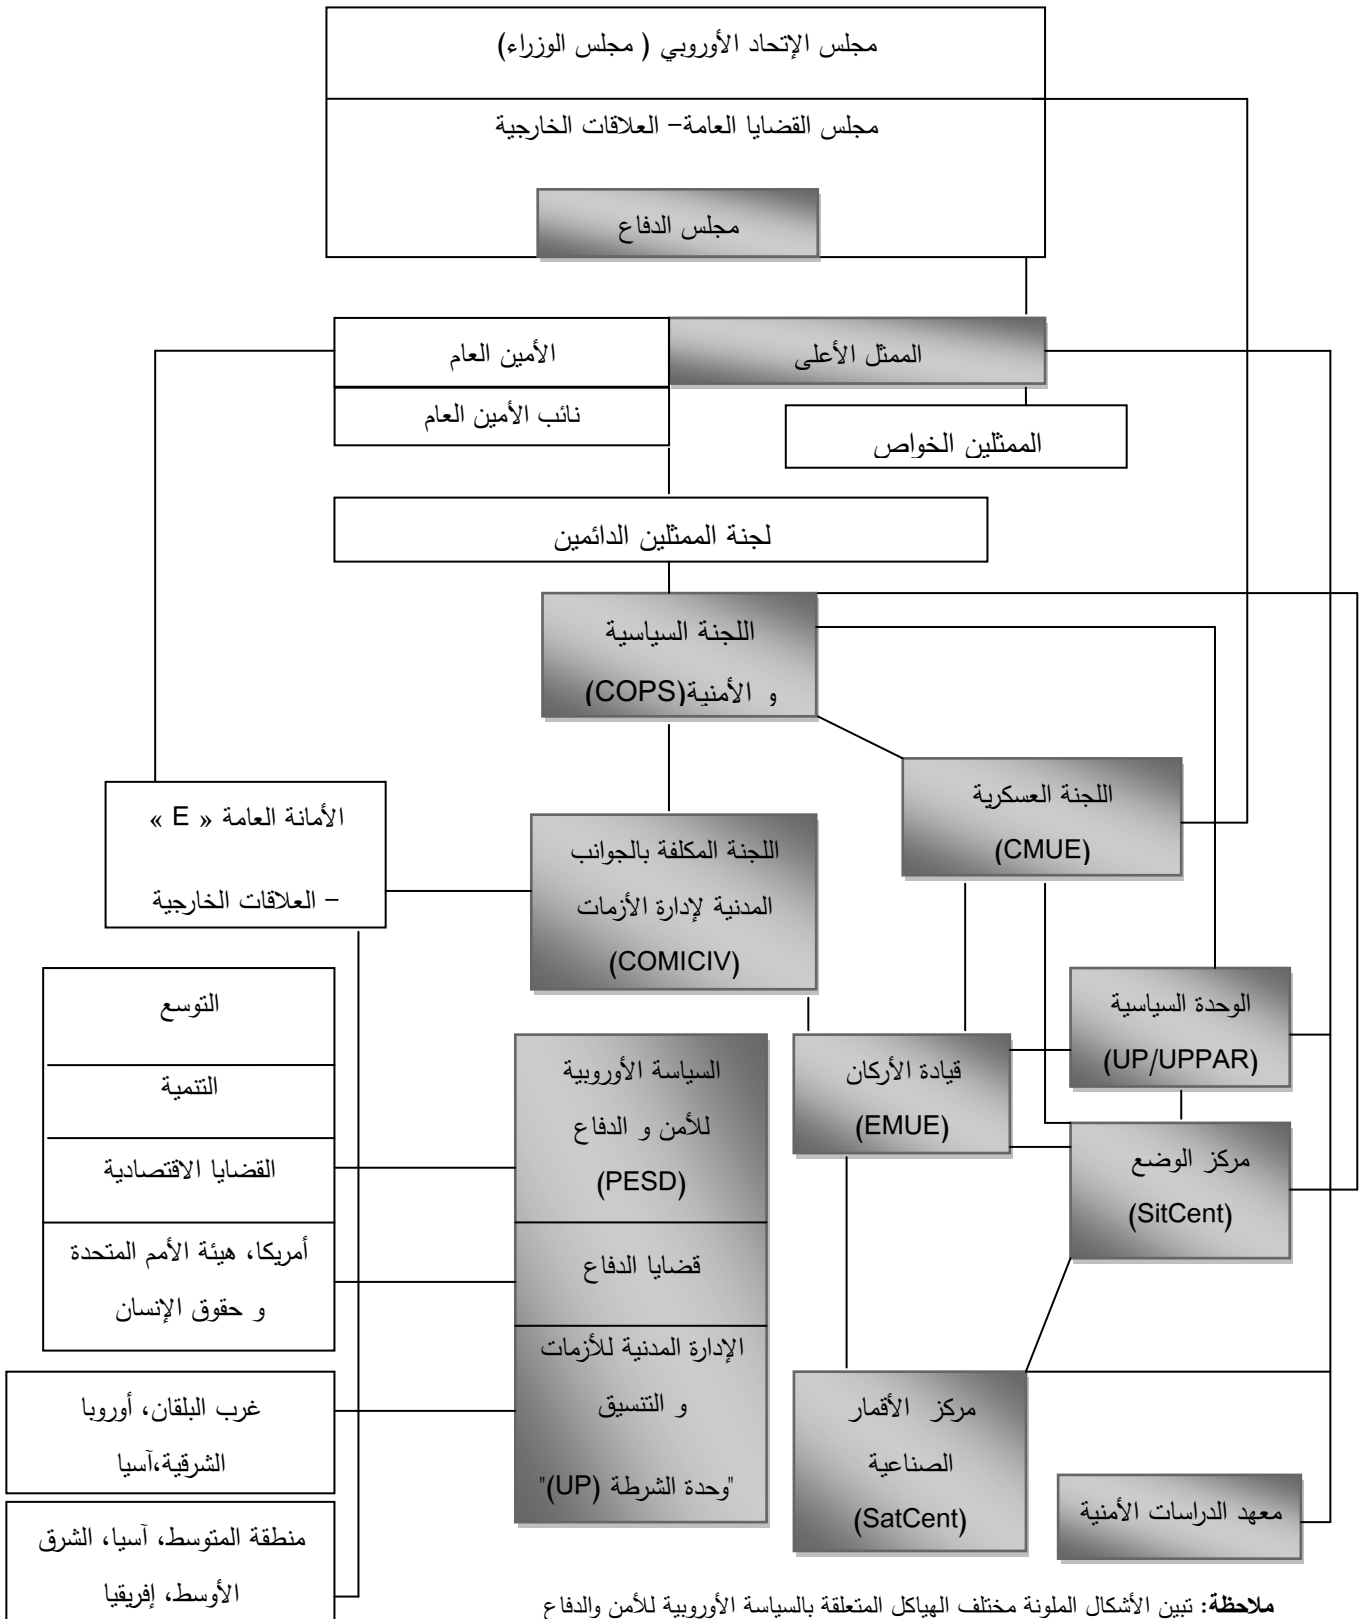 مجلس الإتحاد الأوروبي ( مجلس الوزراء)
مجلس القضايا العامة– العلاقات الخارجية
مجلس الدفاع
الممثل الأعلى
الأمين العام
نائب الأمين العام
الممثلين الخواص
لجنة الممثلين الدائمين
اللجنة السياسية
و الأمنية(COPS)
اللجنة العسكرية
(CMUE)
الأمانة العامة « E »
– العلاقات الخارجية
اللجنة المكلفة بالجوانب
المدنية لإدارة الأزمات
(COMICIV)
الوحدة السياسية
(UP/UPPAR)
التوسع
التنمية
القضايا الاقتصادية
أمريكا، هيئة الأمم المتحدة
و حقوق الإنسان
السياسة الأوروبية
للأمن و الدفاع
(PESD)
قضايا الدفاع
الإدارة المدنية للأزمات
و التنسيق
"وحدة الشرطة (UP)"
قيادة الأركان
(EMUE)
مركز الوضع
(SitCent)
غرب البلقان، أوروبا
الشرقية،آسيا
منطقة المتوسط، آسيا، الشرق
الأوسط، إفريقيا
مركز الأقمار
الصناعية
(SatCent)
معهد الدراسات الأمنية
ملاحظة: تبين الأشكال الملونة مختلف الهياكل المتعلقة بالسياسة الأوروبية للأمن والدفاع